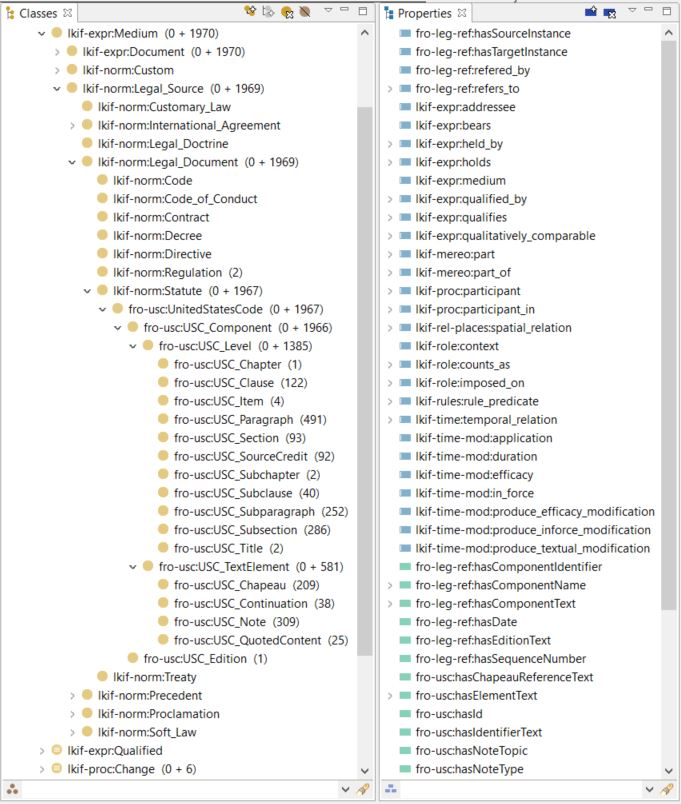 Classes
lkif-expr:Medium (0 + 1970)
lkif-expr:Document (0 + 1970)
lkif-norm:Custom
lkif-norm:Legal_Source (0 + 1969)
lkif-norm:Customary_Law
lkif-norm:International_Agreement
lkif-norm:Legal_Doctrine
lkif-norm:Legal_Document (0 + 1969)
lkif-norm:Code
lkif-norm:Code_of_Conduct
lkif-norm:Contract
lkif-norm:Decree
lkif-norm:Directive
lkif-norm:Regulation (2)
lkif-norm:Statute (0 + 1967)
fro-usc:UnitedStatesCode (0 + 1967)
fro-usc:USC_Component (0 + 1966)
fro-usc:USC_Level (0 + 1385)
fro-usc:USC_Chapter (1)
fro-usc:USC_Clause (122)
fro-usc:USC_Item (4)
fro-usc:USC_Paragraph (491)
fro-usc:USC_Section (93)
fro-usc:USC_SourceCredit (92)
fro-usc:USC_Subchapter (2)
fro-usc:USC_Subclause (40)
fro-usc:USC_Subparagraph (252)
fro-usc:USC_Subsection (286)
fro-usc:USC_Title (2)
fro-usc:USC_TextElement (0 + 581)
fro-usc:USC_Chapeau (209)
fro-usc:USC_Continuation (38)
fro-usc:USC_Note (309)
fro-usc:USC_QuotedContent (25)
fro-usc:USC_Edition (1)
lkif-norm:Treaty
lkif-norm:Precedent
lkif-norm:Proclamation
lkif-norm:Soft_Law
lkif-expr:Qualified
lkif-proc:Change (0 + 6)
Properties
fro-leg-ref:hasSourceInstance
fro-leg-ref:hasTargetInstance
fro-leg-ref:refered_by
fro-leg-ref:refers_to
lkif-expr:addressee
lkif-expr:bears
lkif-expr:held_by
lkif-expr:holds
lkif-expr:medium
lkif-expr:qualified_by
lkif-expr:qualifies
lkif-expr:qualitatively_comparable
lkif-mereo:part
lkif-mereo:part_of
lkif-proc:participant
lkif-proc:participant_in
lkif-rel-places:spatial_relation
lkif-role:context
lkif-role:counts_as
lkif-role:imposed_on
lkif-rules:rule_predicate
lkif-time:temporal_relation
lkif-time-mod:application
lkif-time-mod:duration
lkif-time-mod:efficacy
lkif-time-mod:in_force
lkif-time-mod:produce_efficacy_modification
lkif-time-mod:produce_inforce_modification
lkif-time-mod:produce_textual_modification
fro-leg-ref:hasComponentIdentifier
fro-leg-ref:hasComponentName
fro-leg-ref:hasComponentText
fro-leg-ref:hasDate
fro-leg-ref:hasEditionText
fro-leg-ref:hasSequenceNumber
fro-usc:hasChapeauReferenceText
fro-usc:hasElementText
fro-usc:hasId
fro-usc:hasIdentifierText
fro-usc:hasNoteTopic
fro-usc:hasNoteType